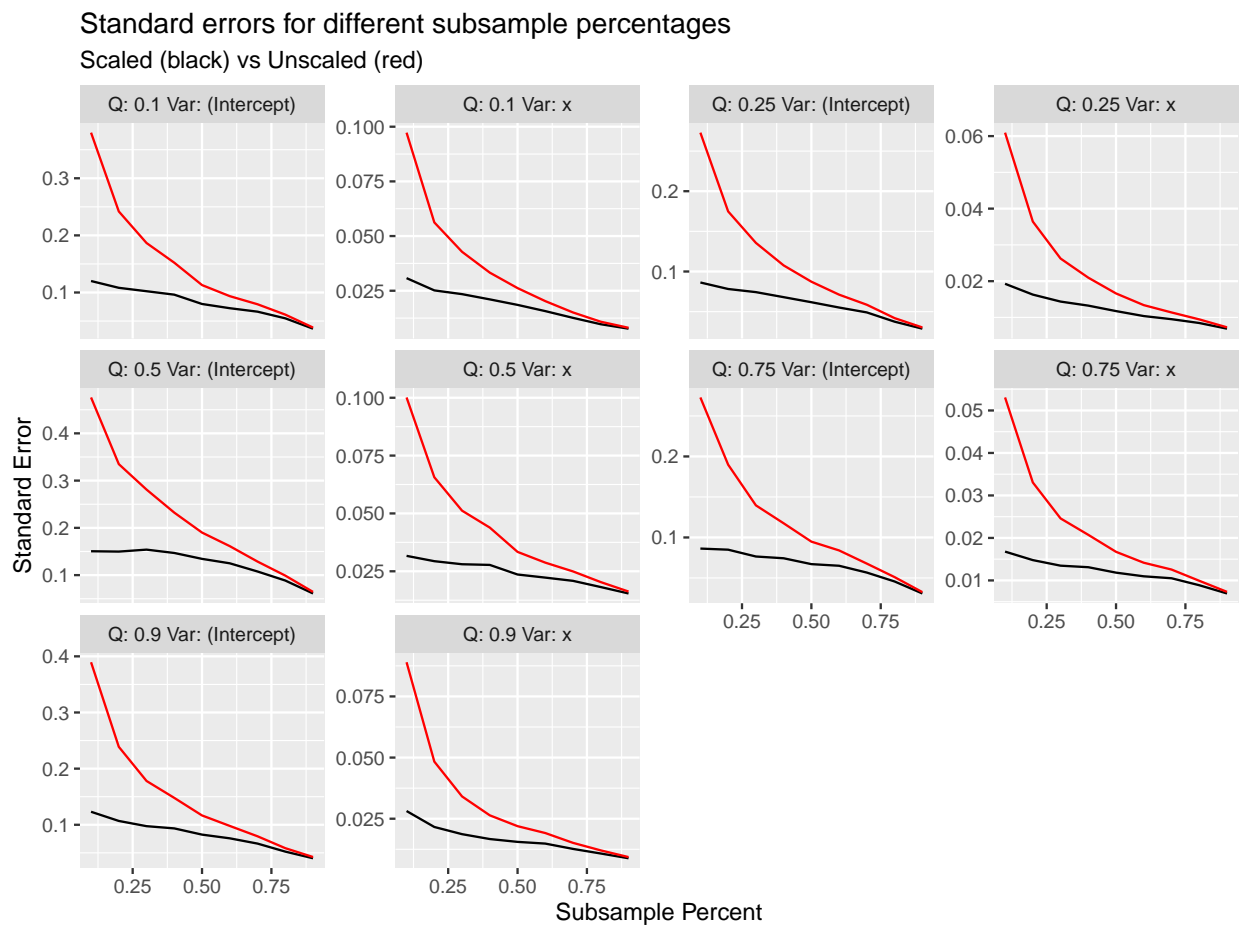 Standard errors for different subsample percentages
Scaled (black) vs Unscaled (red)
Q: 0.1 Var: (Intercept)
Q: 0.1 Var: x
Q: 0.25 Var: (Intercept)
Q: 0.25 Var: x
0.3
0.2
0.1
0.100
0.075
0.050
0.025
0.2
0.1
0.06
0.04
0.02
Q: 0.5 Var: (Intercept)
Q: 0.5 Var: x
Q: 0.75 Var: (Intercept)
Q: 0.75 Var: x
0.4
0.3
0.2
0.1
0.100
0.075
0.050
0.025
0.2
0.1
0.05
0.04
0.03
0.02
0.01
0.25 0.50 0.75
0.25 0.50 0.75
Q: 0.9 Var: (Intercept)
Q: 0.9 Var: x
0.4
0.3
0.2
0.1
0.075
0.050
0.025
0.25 0.50 0.75
0.25 0.50 0.75
Standard Error
Subsample Percent